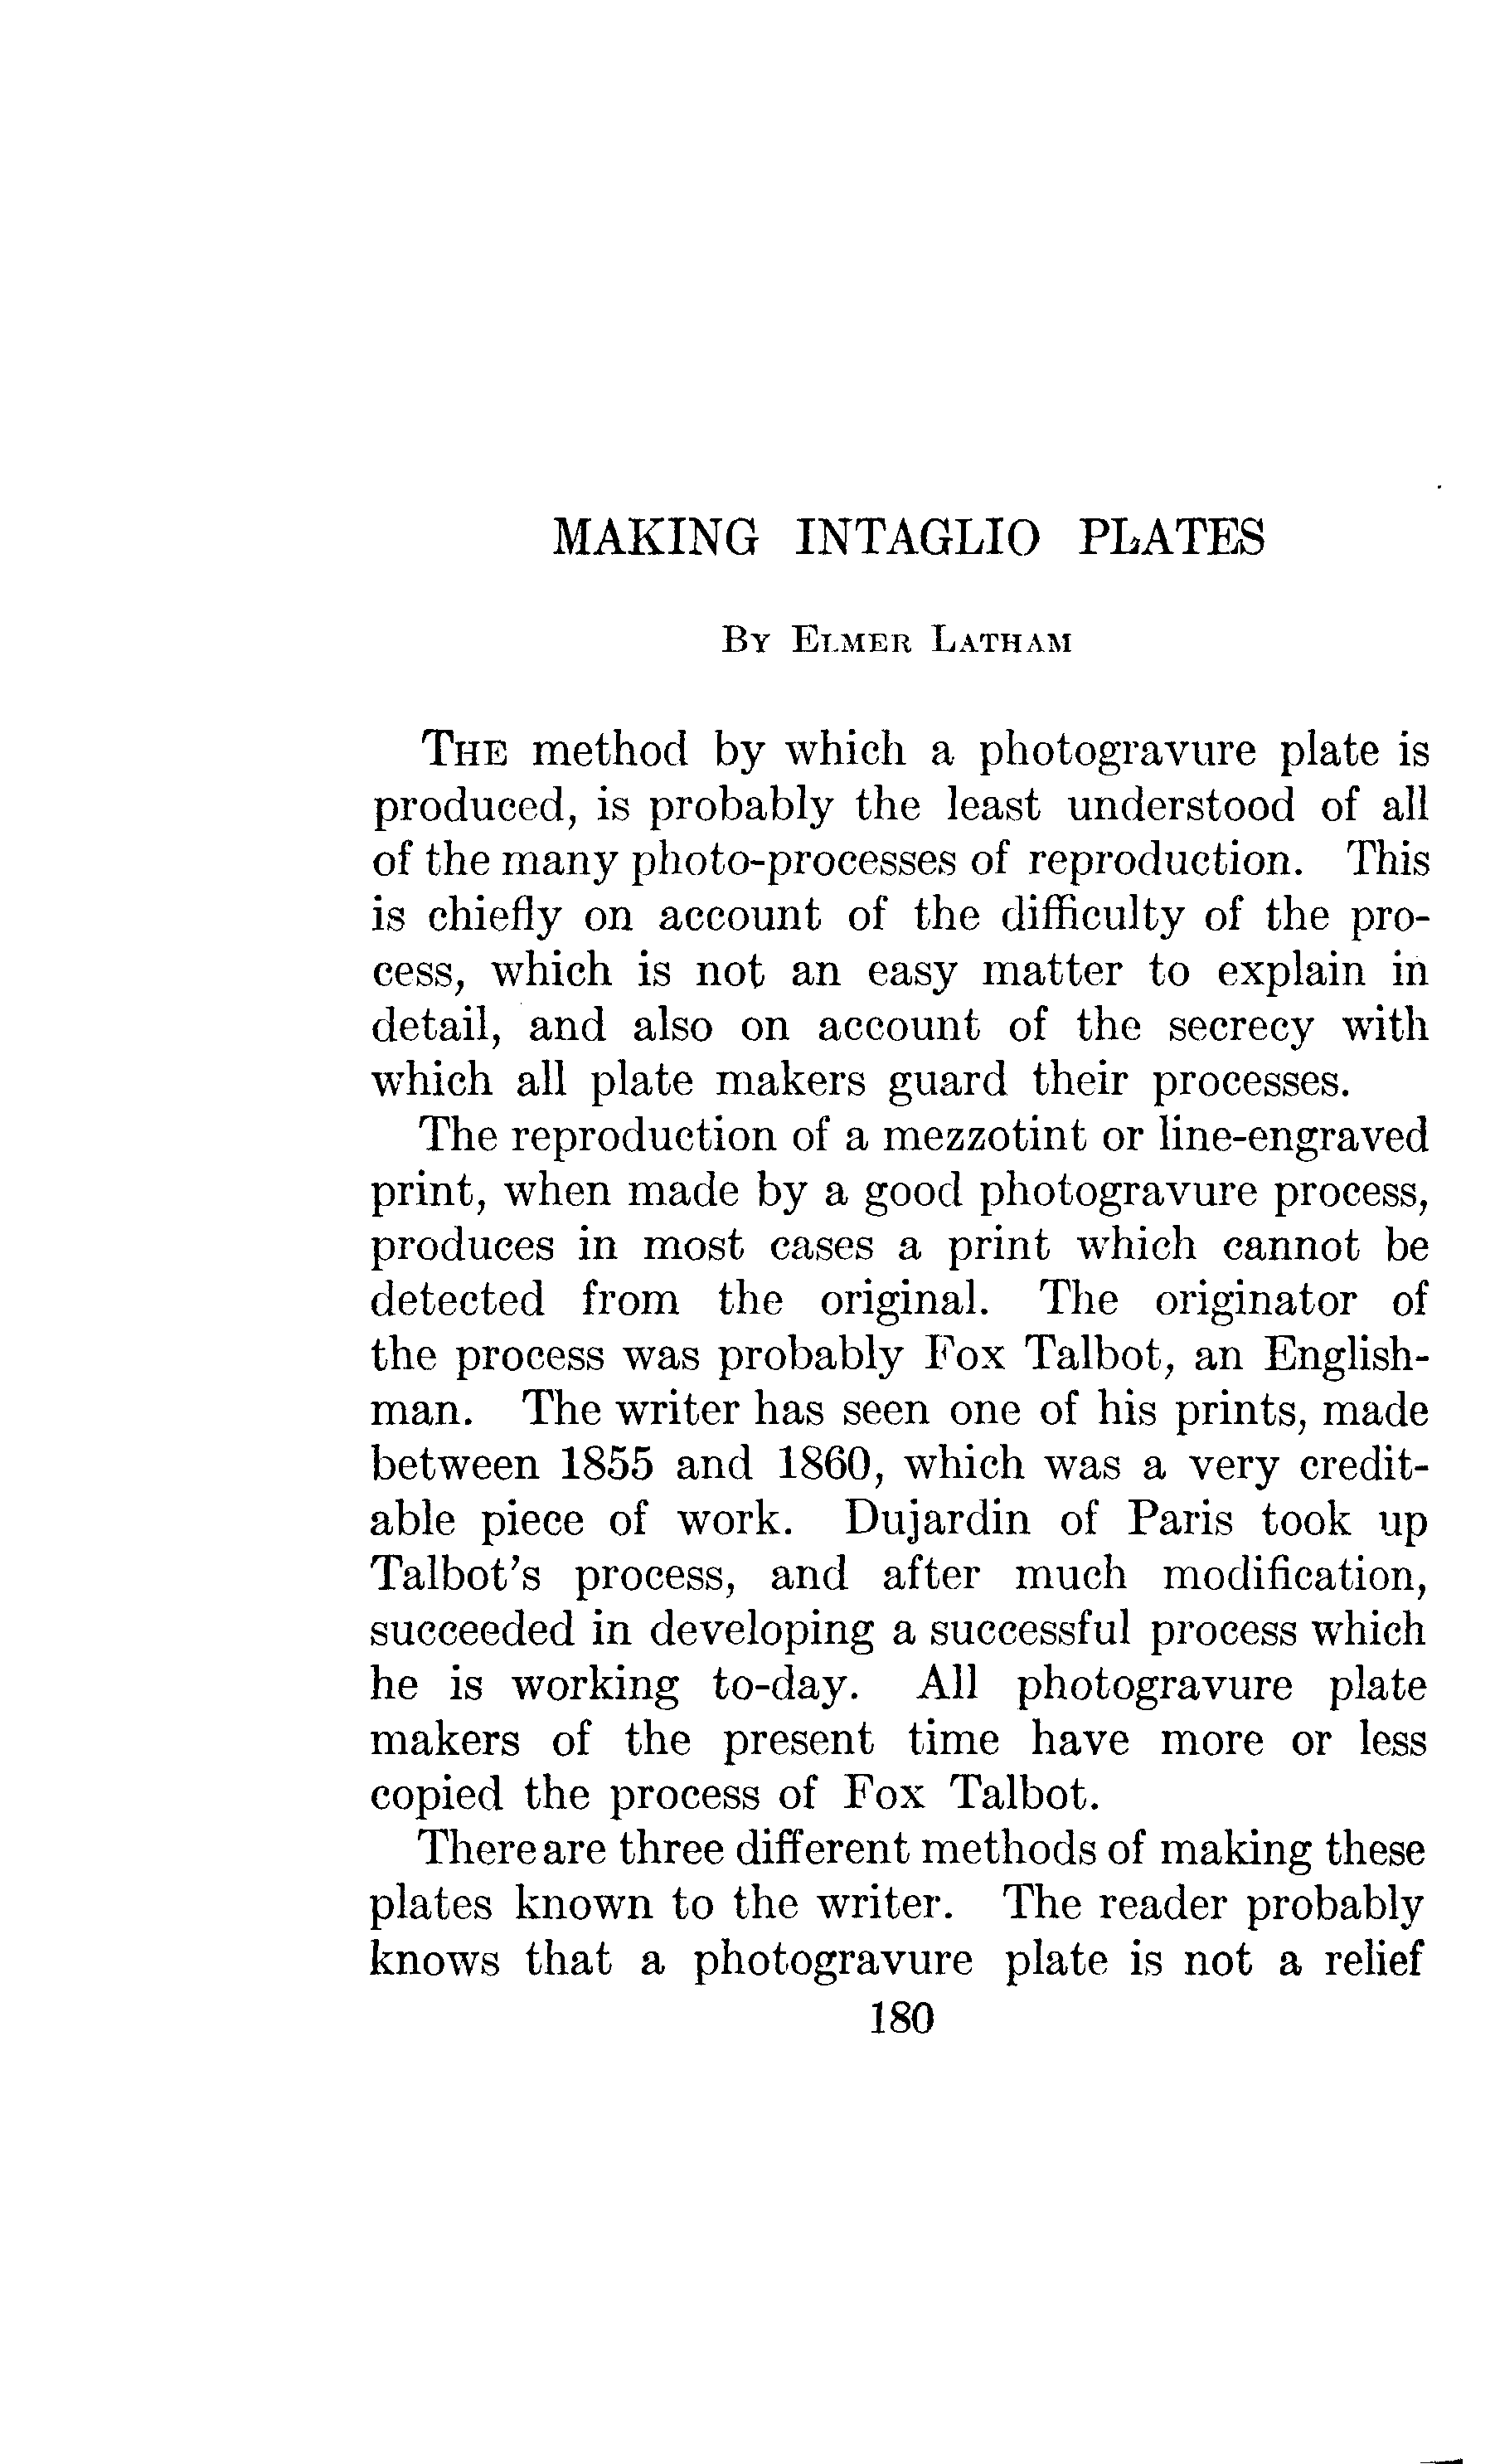 MAKING INTAGLIO PLATES
By Elmer Latham
The method by which a photogravure plate is
produced, is probably the least understood of all
of the many photo-processes of reproduction. This
is chiefly on account of the difficulty of the pro-
cess, which is not an easy matter to explain in
detail, and also on account of the secrecy with
which all plate makers guard their processes.
The reproduction of a mezzotint or line-engraved
print, when made by a good photogravure process,
produces in most cases a print which cannot be
detected from the original. The originator of
the process was probably Fox Talbot, an English-
man. The writer has seen one of his prints, made
between 1855 and 1860, which was a very credit-
able piece of work. Dujardin of Paris took up
Talbot's process, and after much modification,
succeeded in developing a successful process which
he is working to-day. All photogravure plate
makers of the present time have more or less
copied the process of Fox Talbot.
There are three different methods of making these
plates known to the writer. The reader probably
knows that a photogravure plate is not a relief
180